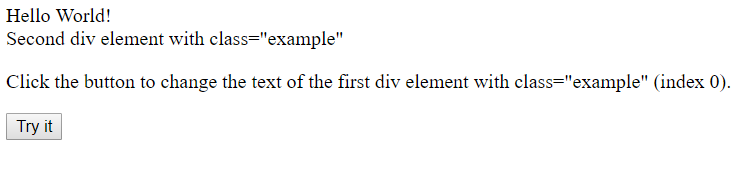 Hello World!
Second div element with class="example"
Click the button to change the text of the first div element with class="example" (index 0).
Try it